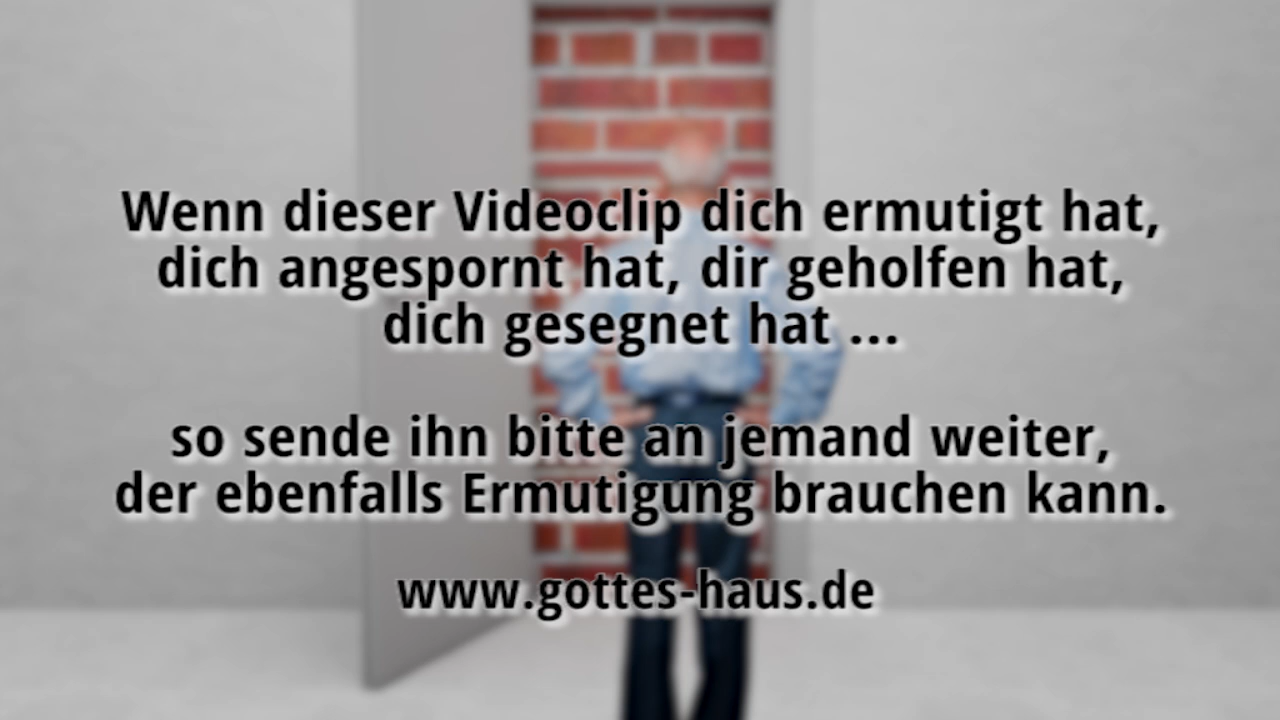 Wenn dieser Videoclip dich ermutigt hat,
dich angespornt hat, dir geholfen hat,
dich gesegnet hat ...
so sende ihn bitte an jemand weiter,
der ebenfalls Ermutigung brauchen kann.
www.gottes-haus.de